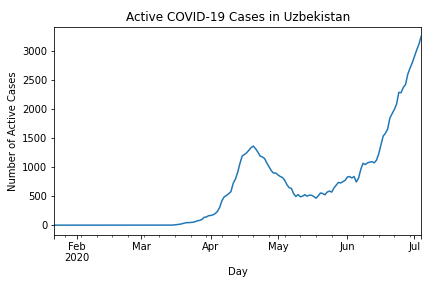 Active COVID-19 Cases in Uzbekistan
Number of Active Cases
3000
2500
2000
1500
1000
500
0
Feb Mar Apr May Jun Jul
2020
Day